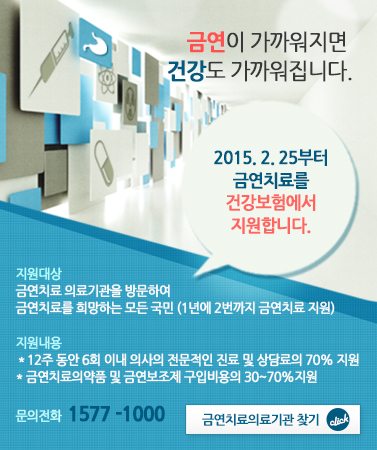 금연이 가까워지면
건강도 가까워집니다.
2015. 2. 25부터
금연치료를
건강보험에서
지원합니다.
지원대상
금연치료 의료기관을 방문하여
금연치료를 희망하는 모든 국민 (1년에 2번까지 금연치료 지원)
지원내용
* 12주 동안 6회 이내 의사의 전문적인 진료 및 상담료의 70% 지원
* 금연치료의약품 및 금연보조제 구입비용의 30~70%지원
문의전화 1577 -1000
금연치료의료기관 찾기 click